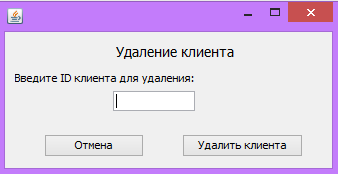 Удаление клиента
Введите ID клиента для удаления:
Отмена
Удалить клиента